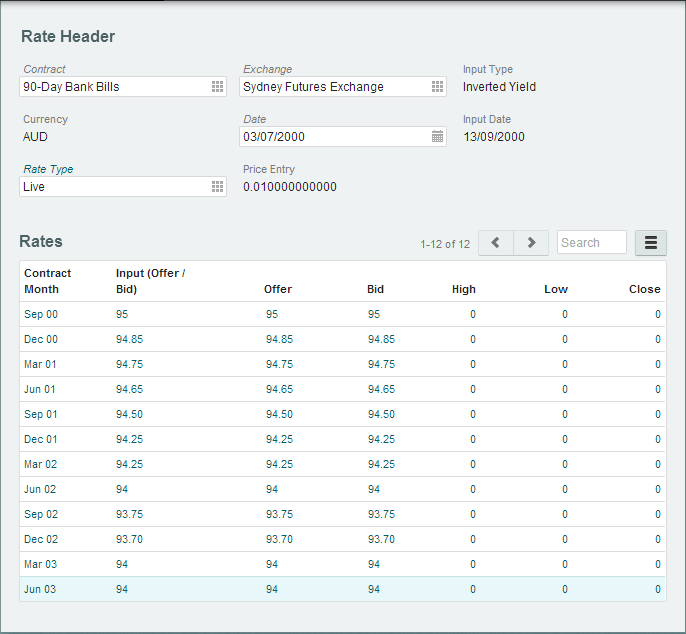 Rate Header
Contract Exchange Input Type
90-Day Bank Bills Sydney Futures Exchange Inverted Yield
Currency Date Input Date
AUD 03/07/2000 13/09/2000
Rate Type Price Entry
Live 0.010000000000
Rates 1-12 of 12 Search
Contract Input (Offer /
Month Bid) Offer Bid High Low Close
Sep 00 95 95 95 0 0 0
Dec 00 94.85 94.85 94.85 0 0 0
Mar 01 94.75 94.75 94.75 0 0 0
Jun 01 94.65 94.65 94.65 0 0 0
Sep 01 94.50 94.50 94.50 0 0 0
Dec 01 94.25 94.25 94.25 0 0 0
Mar 02 94.25 94.25 94.25 0 0 0
Jun 02 94 94 94 0 0 0
Sep 02 93.75 93.75 93.75 0 0 0
Dec 02 93.70 93.70 93.70 0 0 0
Mar 03 94 94 94 0 0 0
Jun 03 94 94 94 0 0 0